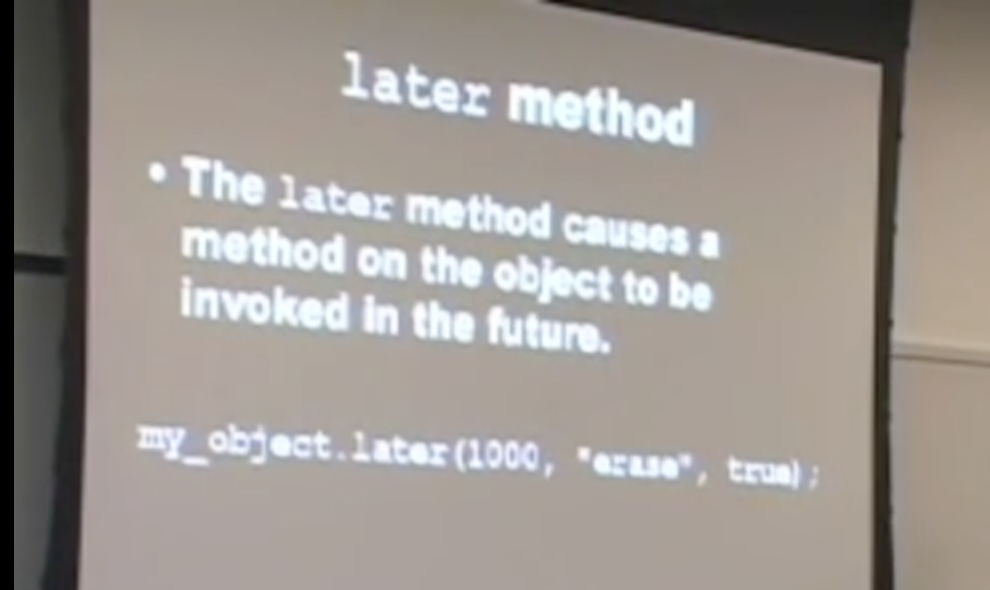 later method
• The later method causes a
method on the object to be
invoked in the future.
my_object.later(1000, "erase", true);